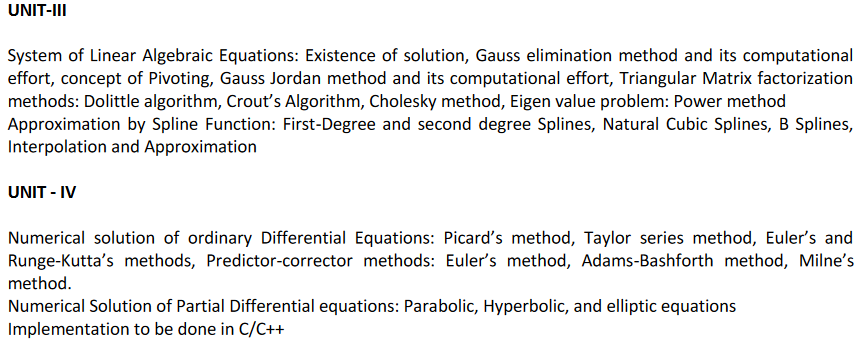 UNIT-III
System of Linear Algebraic Equations: Existence of solution, Gauss elimination method and its computational
effort, concept of Pivoting, Gauss Jordan method and its computational effort, Triangular Matrix factorization
methods: Dolittle algorithm, Crout's Algorithm, Cholesky method, Eigen value problem: Power method
Approximation by Spline Function: First-Degree and second degree Splines, Natural Cubic Splines, B Splines,
Interpolation and Approximation
UNIT - IV
Numerical solution of ordinary Differential Equations: Picard's method, Taylor series method, Euler's and
Runge-Kutta's methods, Predictor-corrector methods: Euler's method, Adams-Bashforth method, Milne's
method.
Numerical Solution of Partial Differential equations: Parabolic, Hyperbolic, and elliptic equations
Implementation to be done in C/C++